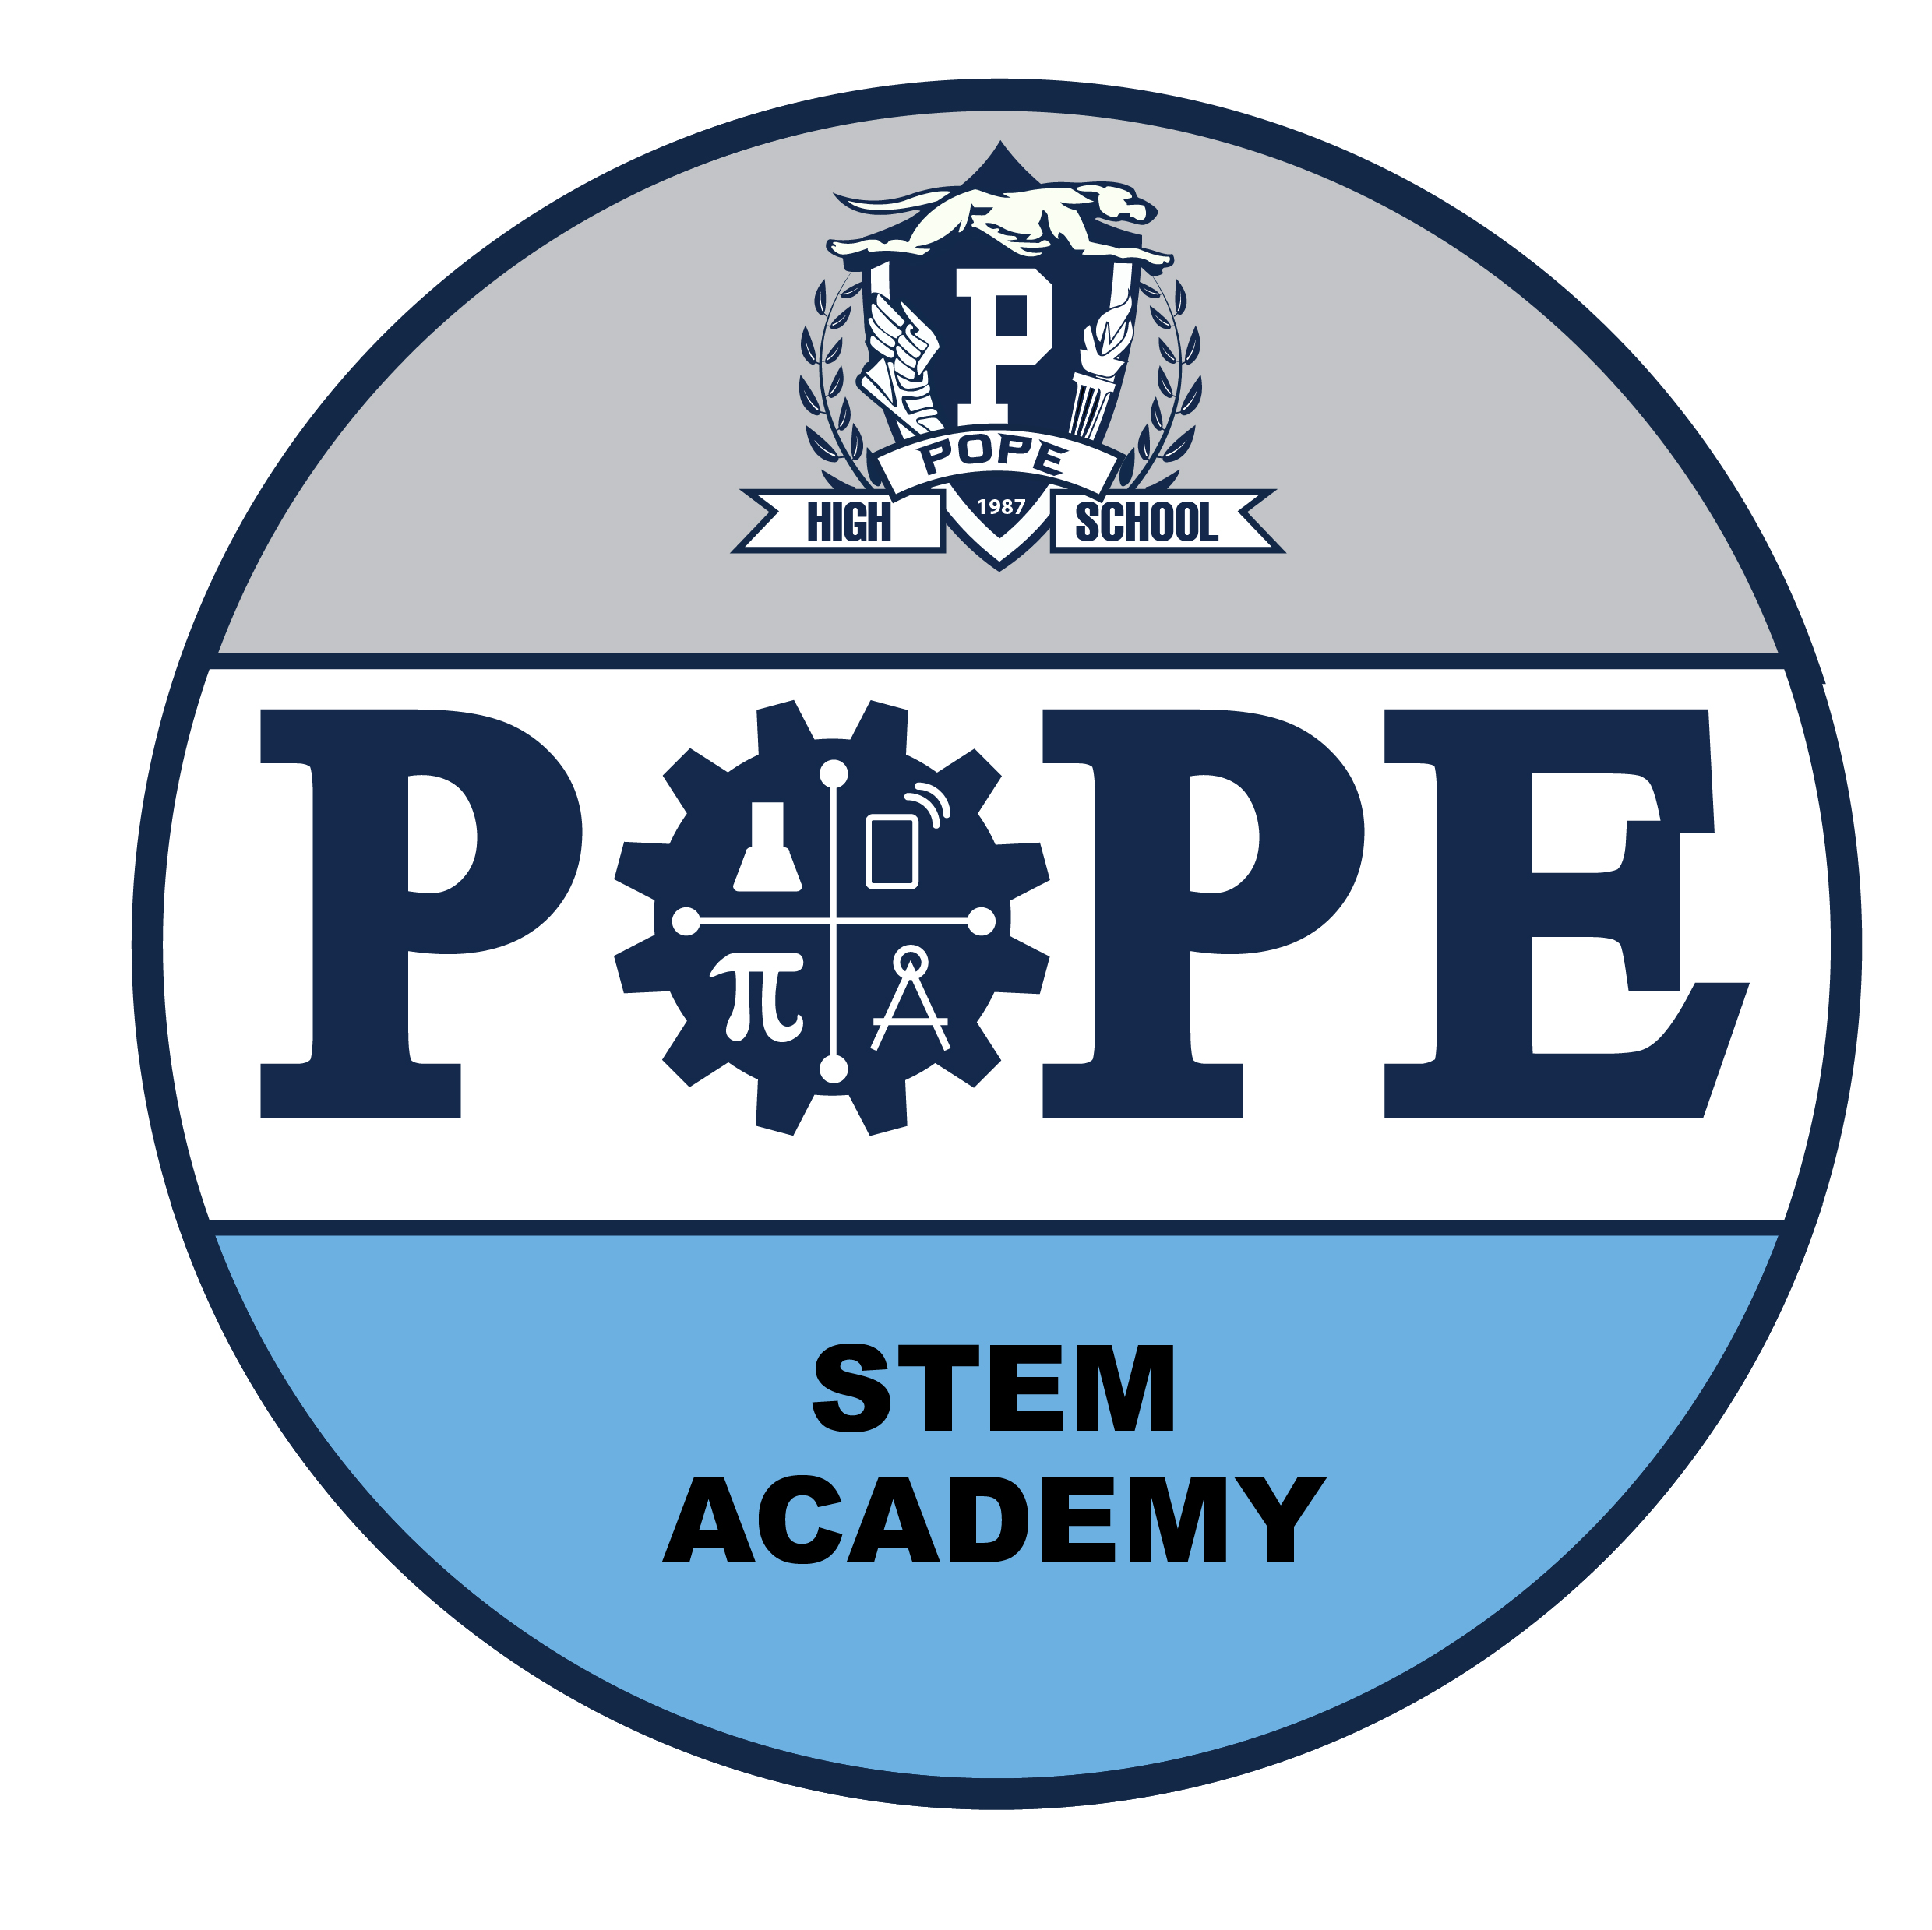 P
POPE
HIGH 1987 SCHOOL
POPE
π
STEM
ACADEMY